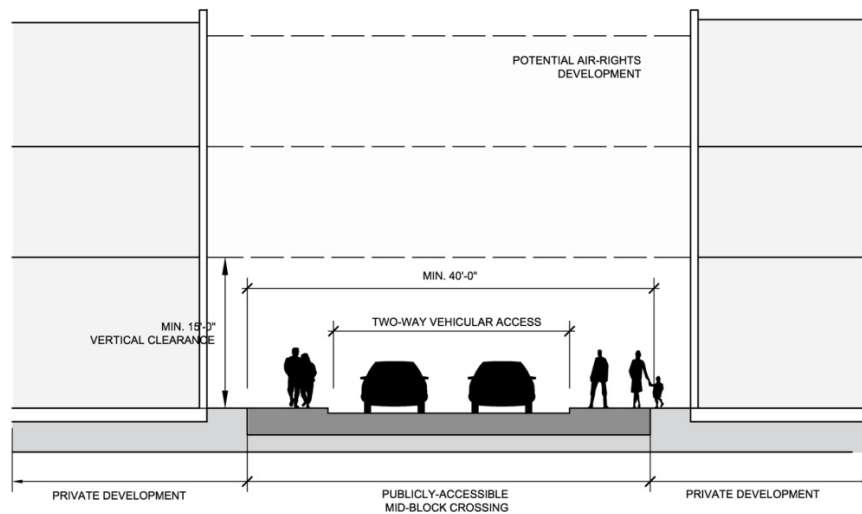 POTENTIAL AIR-RIGHTS
DEVELOPMENT
MIN. 40'-0"
MIN. 15'-0"
VERTICAL CLEARANCE
TWO-WAY VEHICULAR ACCESS
PRIVATE DEVELOPMENT
PUBLICLY-ACCESSIBLE
MID-BLOCK CROSSING
PRIVATE DEVELOPMENT